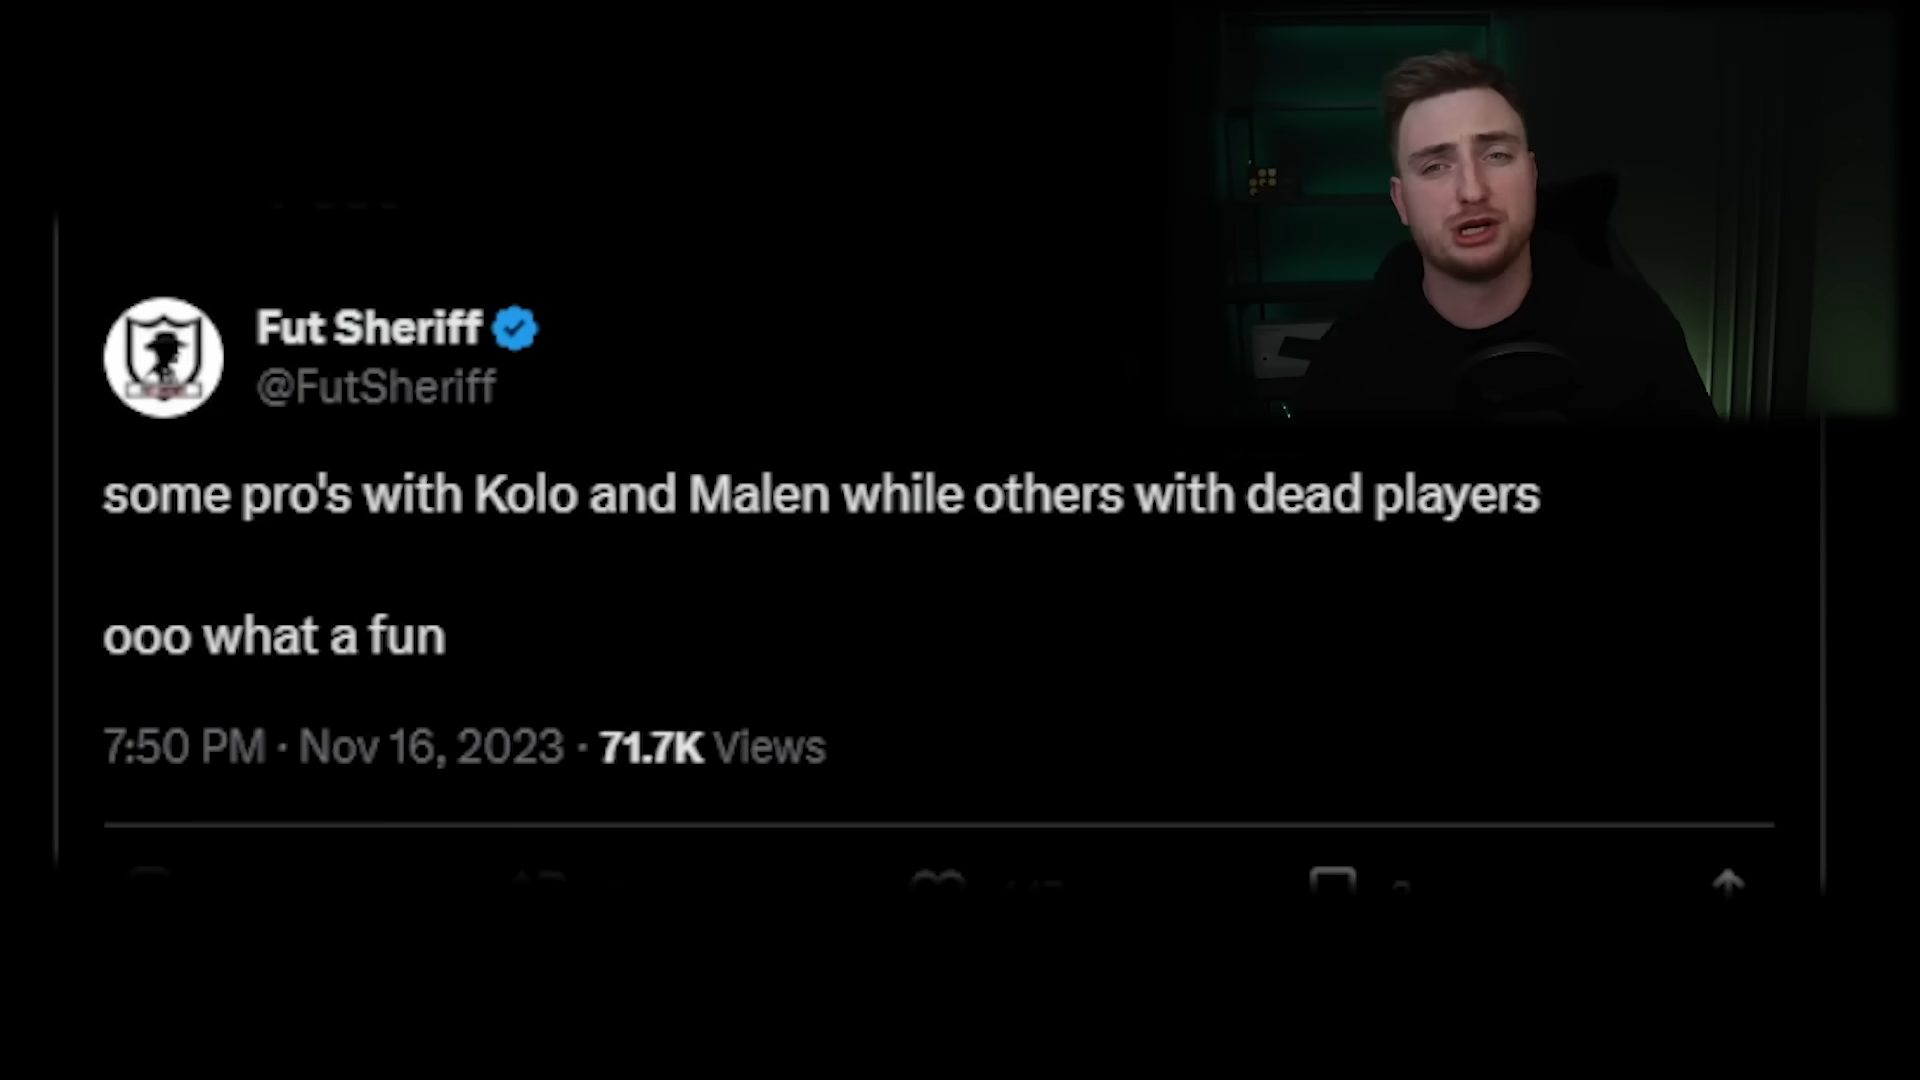 Fut Sheriff
@FutSheriff
some pro's with Kolo and Malen while others with dead players
ooo what a fun
7:50 PM · Nov 16, 2023 · 71.7K Views